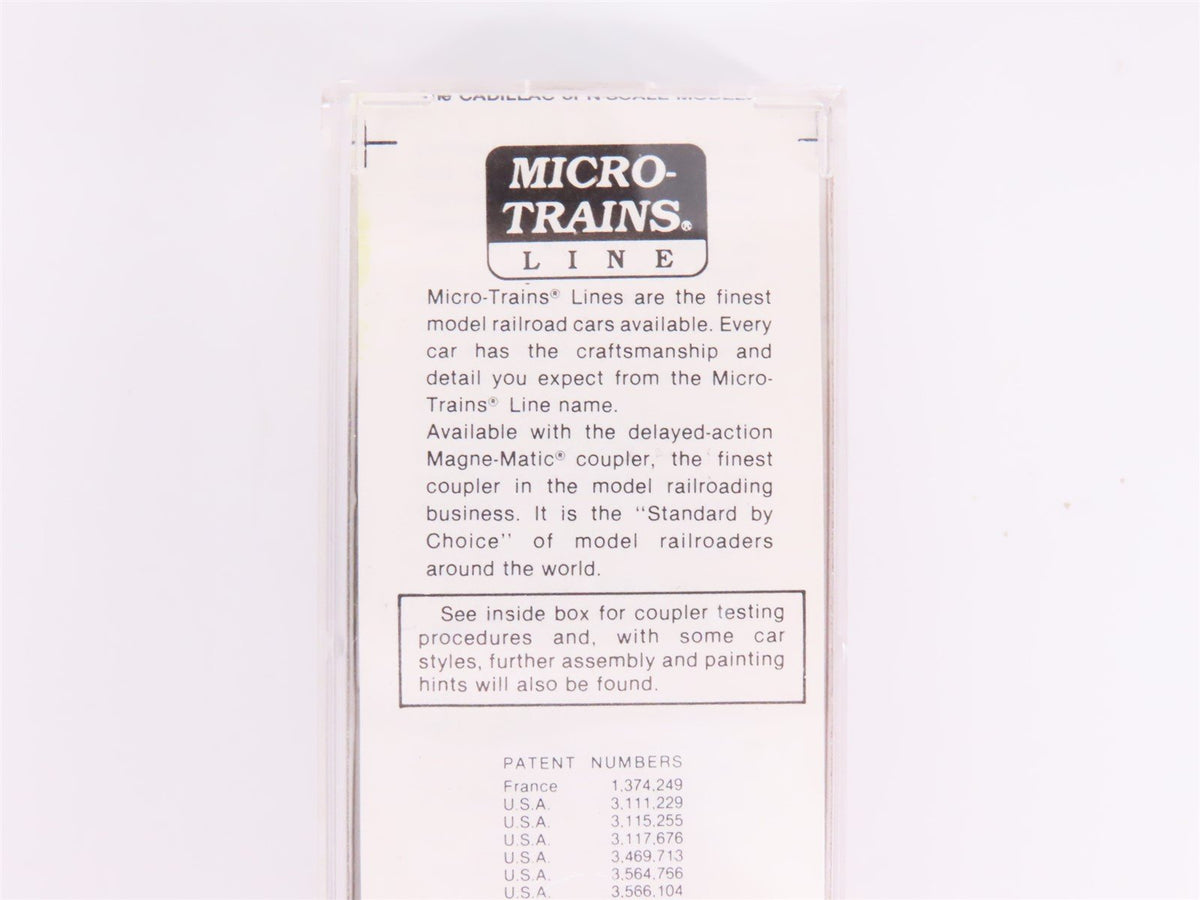 CADILLAC of N SCALE MODEL
MICRO-
TRAINS®
LINE
Micro-Trains® Lines are the finest
model railroad cars available. Every
car has the craftsmanship and
detail you expect from the Micro-
Trains® Line name.
Available with the delayed-action
Magne-Matic® coupler, the finest
coupler in the model railroading
business. It is the "Standard by
Choice" of model railroaders
around the world.
See inside box for coupler testing
procedures and, with some car
styles, further assembly and painting
hints will also be found.
PATENT NUMBERS
France 1,374,249
U.S.A. 3,111,229
U.S.A. 3,115,255
U.S.A. 3,117,676
U.S.A. 3,469,713
U.S.A. 3,564,766
U.S.A. 3,566,104